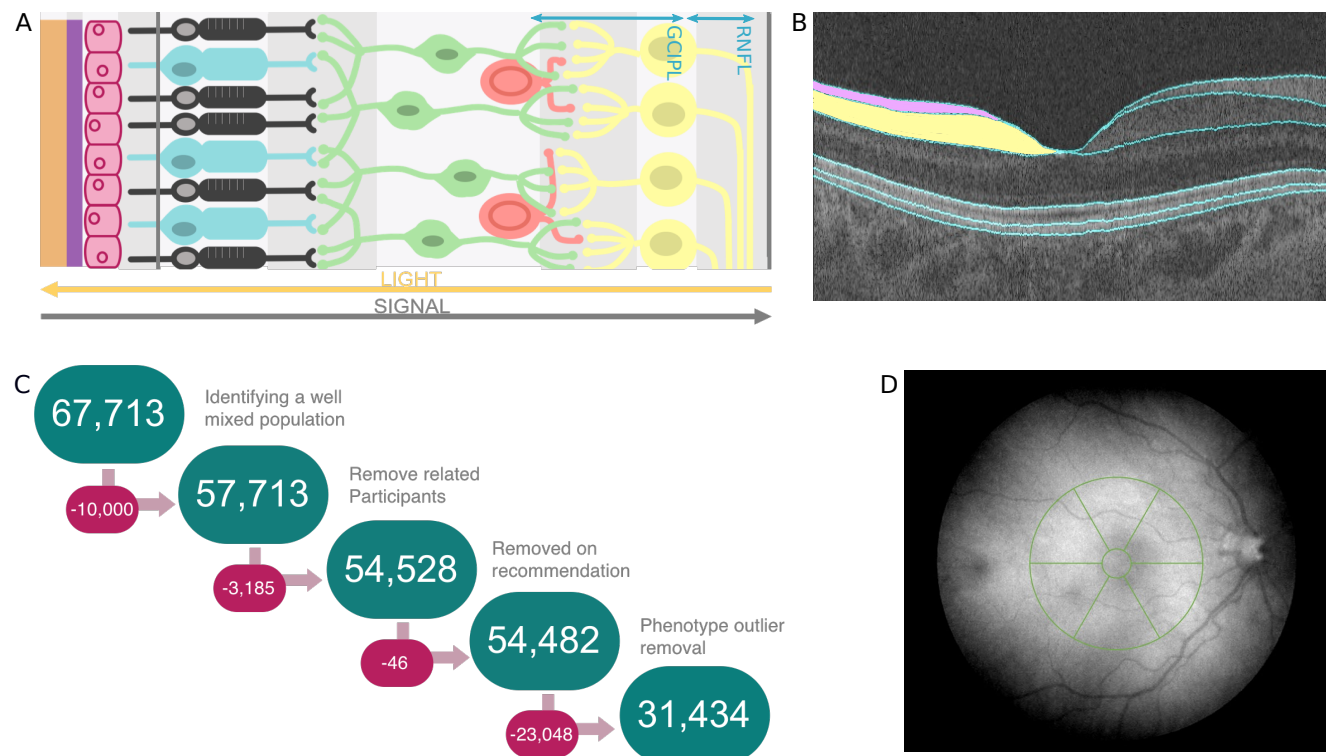 A
GCIPL
RNFL
LIGHT
SIGNAL
B
C
67,713
Identifying a well
mixed population
-10,000
57,713
Remove related
Participants
-3,185
54,528
Removed on
recommendation
-46
54,482
Phenotype outlier
removal
-23,048
31,434
D